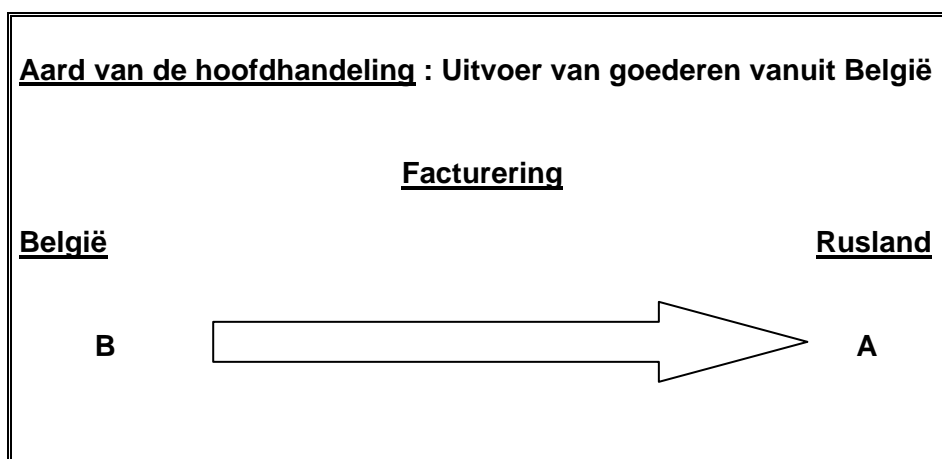 Aard van de hoofdhandeling : Uitvoer van goederen vanuit België
Facturering
België Rusland
B A